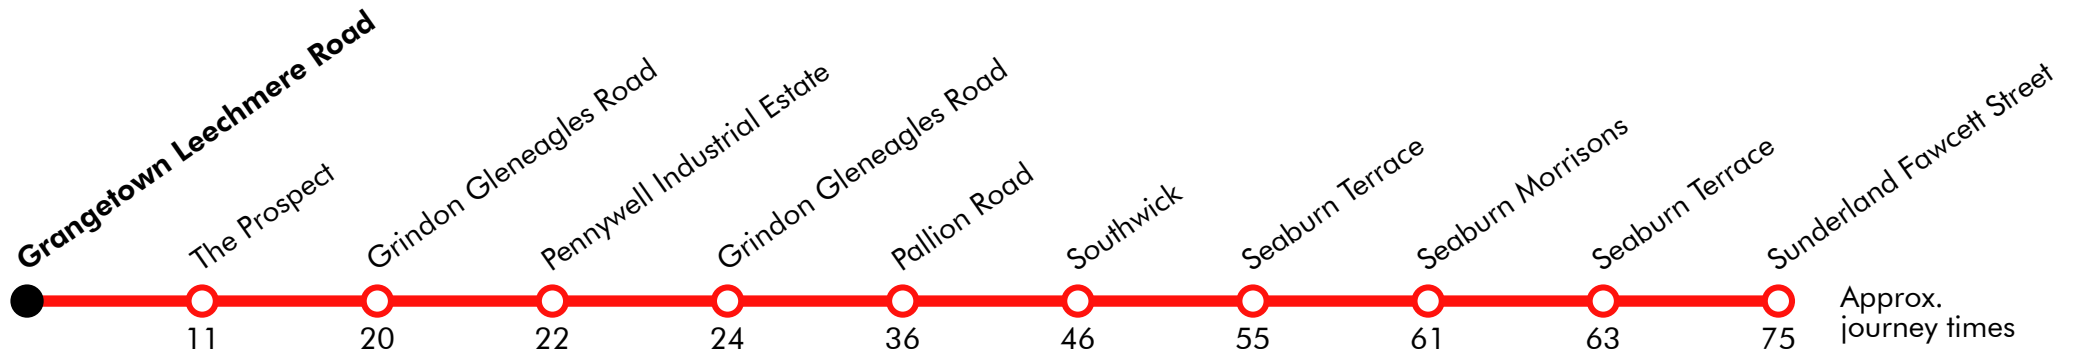 Grangetown Leechmere Road
The Prospect
Grindon Gleneagles Road
Pennywell Industrial Estate
Grindon Gleneagles Road
Pallion Road
Southwick
Seaburn Terrace
Seaburn Morrisons
Seaburn Terrace
Sunderland Fawcett Street
11 20 22 24 36 46 55 61 63 75
Approx.
journey times